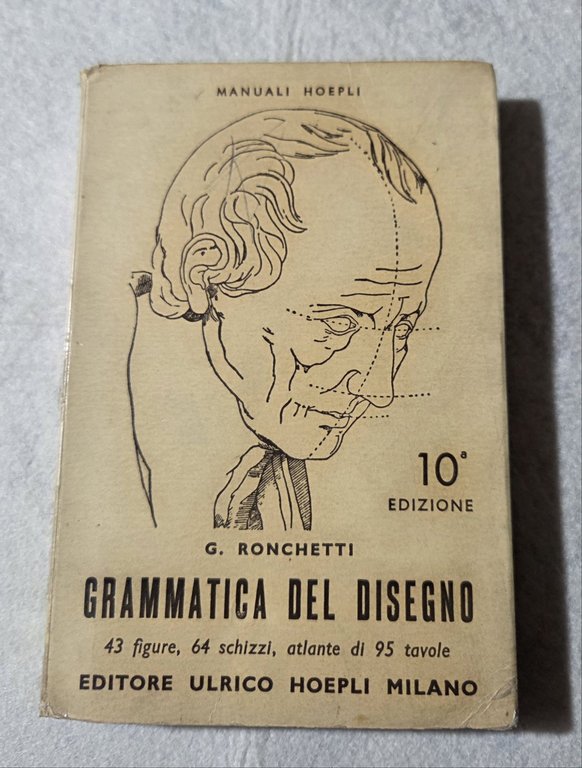 MANUALI HOEPLI
10ª
EDIZIONE
G. RONCHETTI
GRAMMATICA DEL DISEGNO
43 figure, 64 schizzi, atlante di 95 tavole
EDITORE ULRICO HOEPLI MILANO